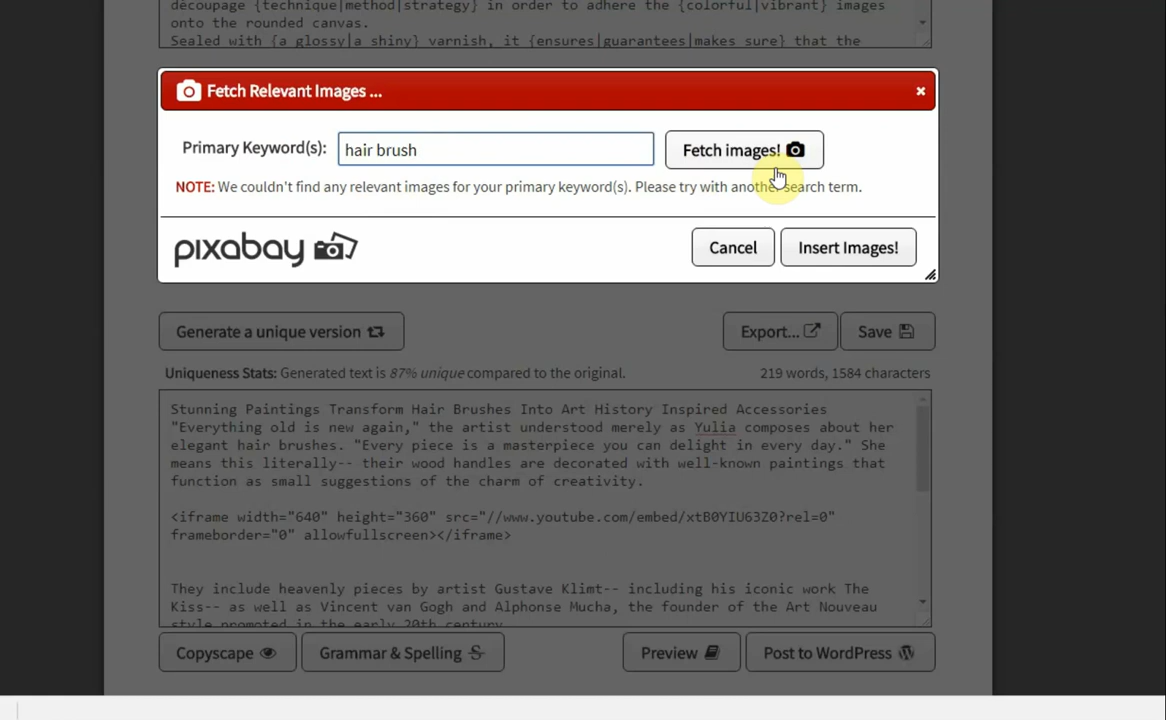 découpage {technique|method|strategy} in order to adhere the {colorful|vibrant} images
onto the rounded canvas.
Sealed with {a glossy|a shiny} varnish, it {ensures|guarantees|makes sure} that the
Fetch Relevant Images ...
×
Primary Keyword(s): hair brush Fetch images!
NOTE: We couldn't find any relevant images for your primary keyword(s). Please try with another search term.
pixabay
Cancel Insert Images!
Generate a unique version Export... Save
Uniqueness Stats: Generated text is 87% unique compared to the original. 219 words, 1584 characters
Stunning Paintings Transform Hair Brushes Into Art History Inspired Accessories
"Everything old is new again," the artist understood merely as Yulia composes about her
elegant hair brushes. "Every piece is a masterpiece you can delight in every day." She
means this literally-- their wood handles are decorated with well-known paintings that
function as small suggestions of the charm of creativity.
<iframe width="640" height="360" src="//www.youtube.com/embed/xtB0YIU63Z0?rel=0"
frameborder="0" allowfullscreen></iframe>
They include heavenly pieces by artist Gustave Klimt-- including his iconic work The
Kiss-- as well as Vincent van Gogh and Alphonse Mucha, the founder of the Art Nouveau
style promoted in the early 20th century.
Copyscape Grammar & Spelling Preview Post to WordPress